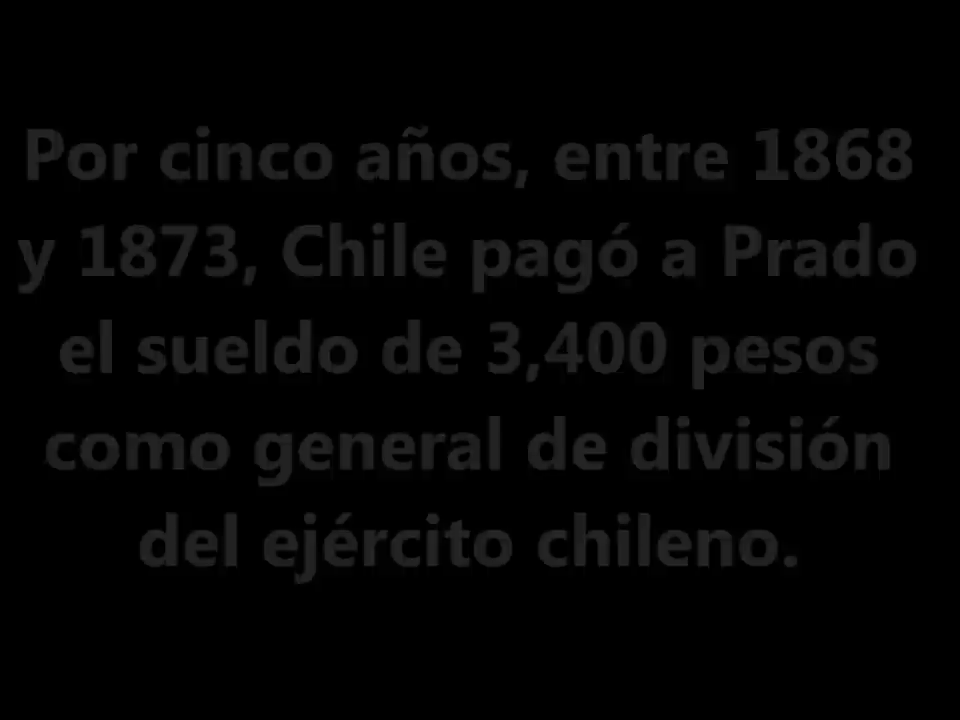 Por cinco años, entre 1868
y 1873, Chile pagó a Prado
el sueldo de 3,400 pesos
como general de división
del ejército chileno.